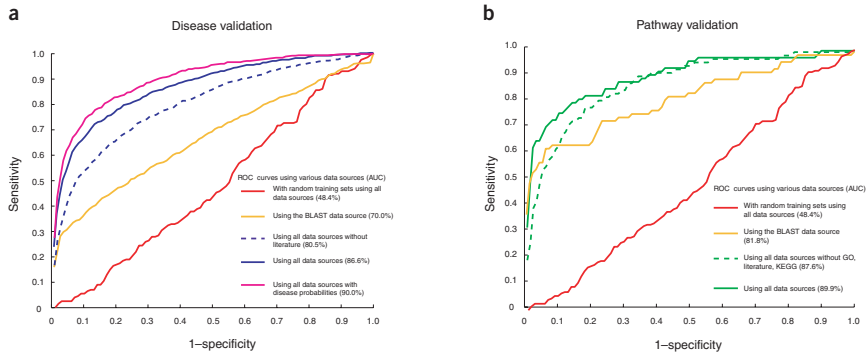 a
Disease validation
1.0
0.9
0.8
0.7
0.6
0.5
0.4
0.3
0.2
0.1
0
Sensitivity
ROC curves using various data sources (AUC)
With random training sets using all
data sources (48.4%)
Using the BLAST data source (70.0%)
Using all data sources without
literature (80.5%)
Using all data sources (86.6%)
Using all data sources with
disease probabilities (90.0%)
0 0.1 0.2 0.3 0.4 0.5 0.6 0.7 0.8 0.9 1.0
1–specificity
b
Pathway validation
1.0
0.9
0.8
0.7
0.6
0.5
0.4
0.3
0.2
0.1
0
Sensitivity
ROC curves using various data sources (AUC)
With random training sets using
all data sources (48.4%)
Using the BLAST data source
(81.8%)
Using all data sources without GO,
literature, KEGG (87.6%)
Using all data sources (89.9%)
0 0.1 0.2 0.3 0.4 0.5 0.6 0.7 0.8 0.9 1.0
1–specificity